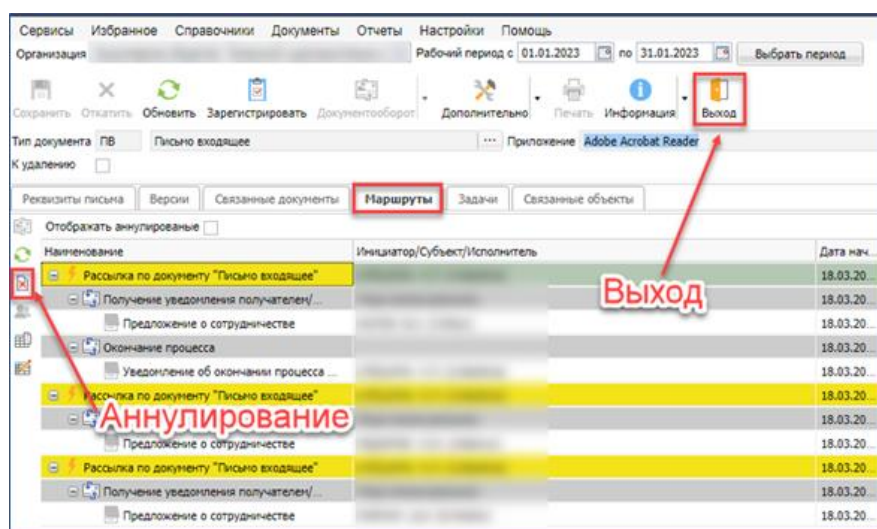 Сервисы Избранное Справочники Документы Отчеты Настройки Помощь
Организация Рабочий период с 01.01.2023 по 31.01.2023 Выбрать период
Сохранить Откатить Обновить Зарегистрировать Документооборот Дополнительно Печать Информация Выход
Тип документа ПВ Письмо входящее ... Приложение Adobe Acrobat Reader
К удалению
Реквизиты письма Версии Связанные документы Маршруты Задачи Связанные объекты
Отображать аннулированые
Наименование Инициатор/Субъект/Исполнитель Дата нач...
Рассылка по документу "Письмо входящее" 18.03.20...
Выход
Получение уведомления получателем/... 18.03.20...
Предложение о сотрудничестве 18.03.20...
Окончание процесса 18.03.20...
Уведомление об окончании процесса ... 18.03.20...
Рассылка по документу "Письмо входящее" 18.03.20...
Аннулирование
18.03.20...
Предложение о сотрудничестве 18.03.20...
Рассылка по документу "Письмо входящее" 18.03.20...
Получение уведомления получателем/... 18.03.20...
Предложение о сотрудничестве 18.03.20...